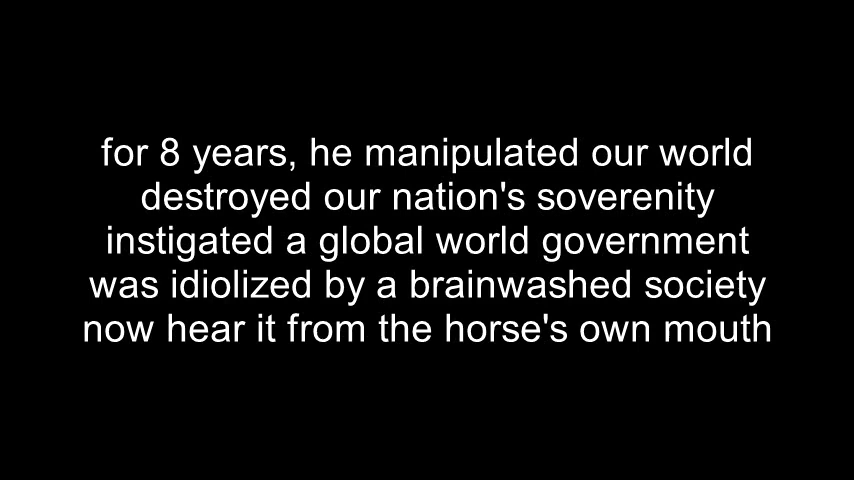 for 8 years, he manipulated our world
destroyed our nation's soverenity
instigated a global world government
was idiolized by a brainwashed society
now hear it from the horse's own mouth